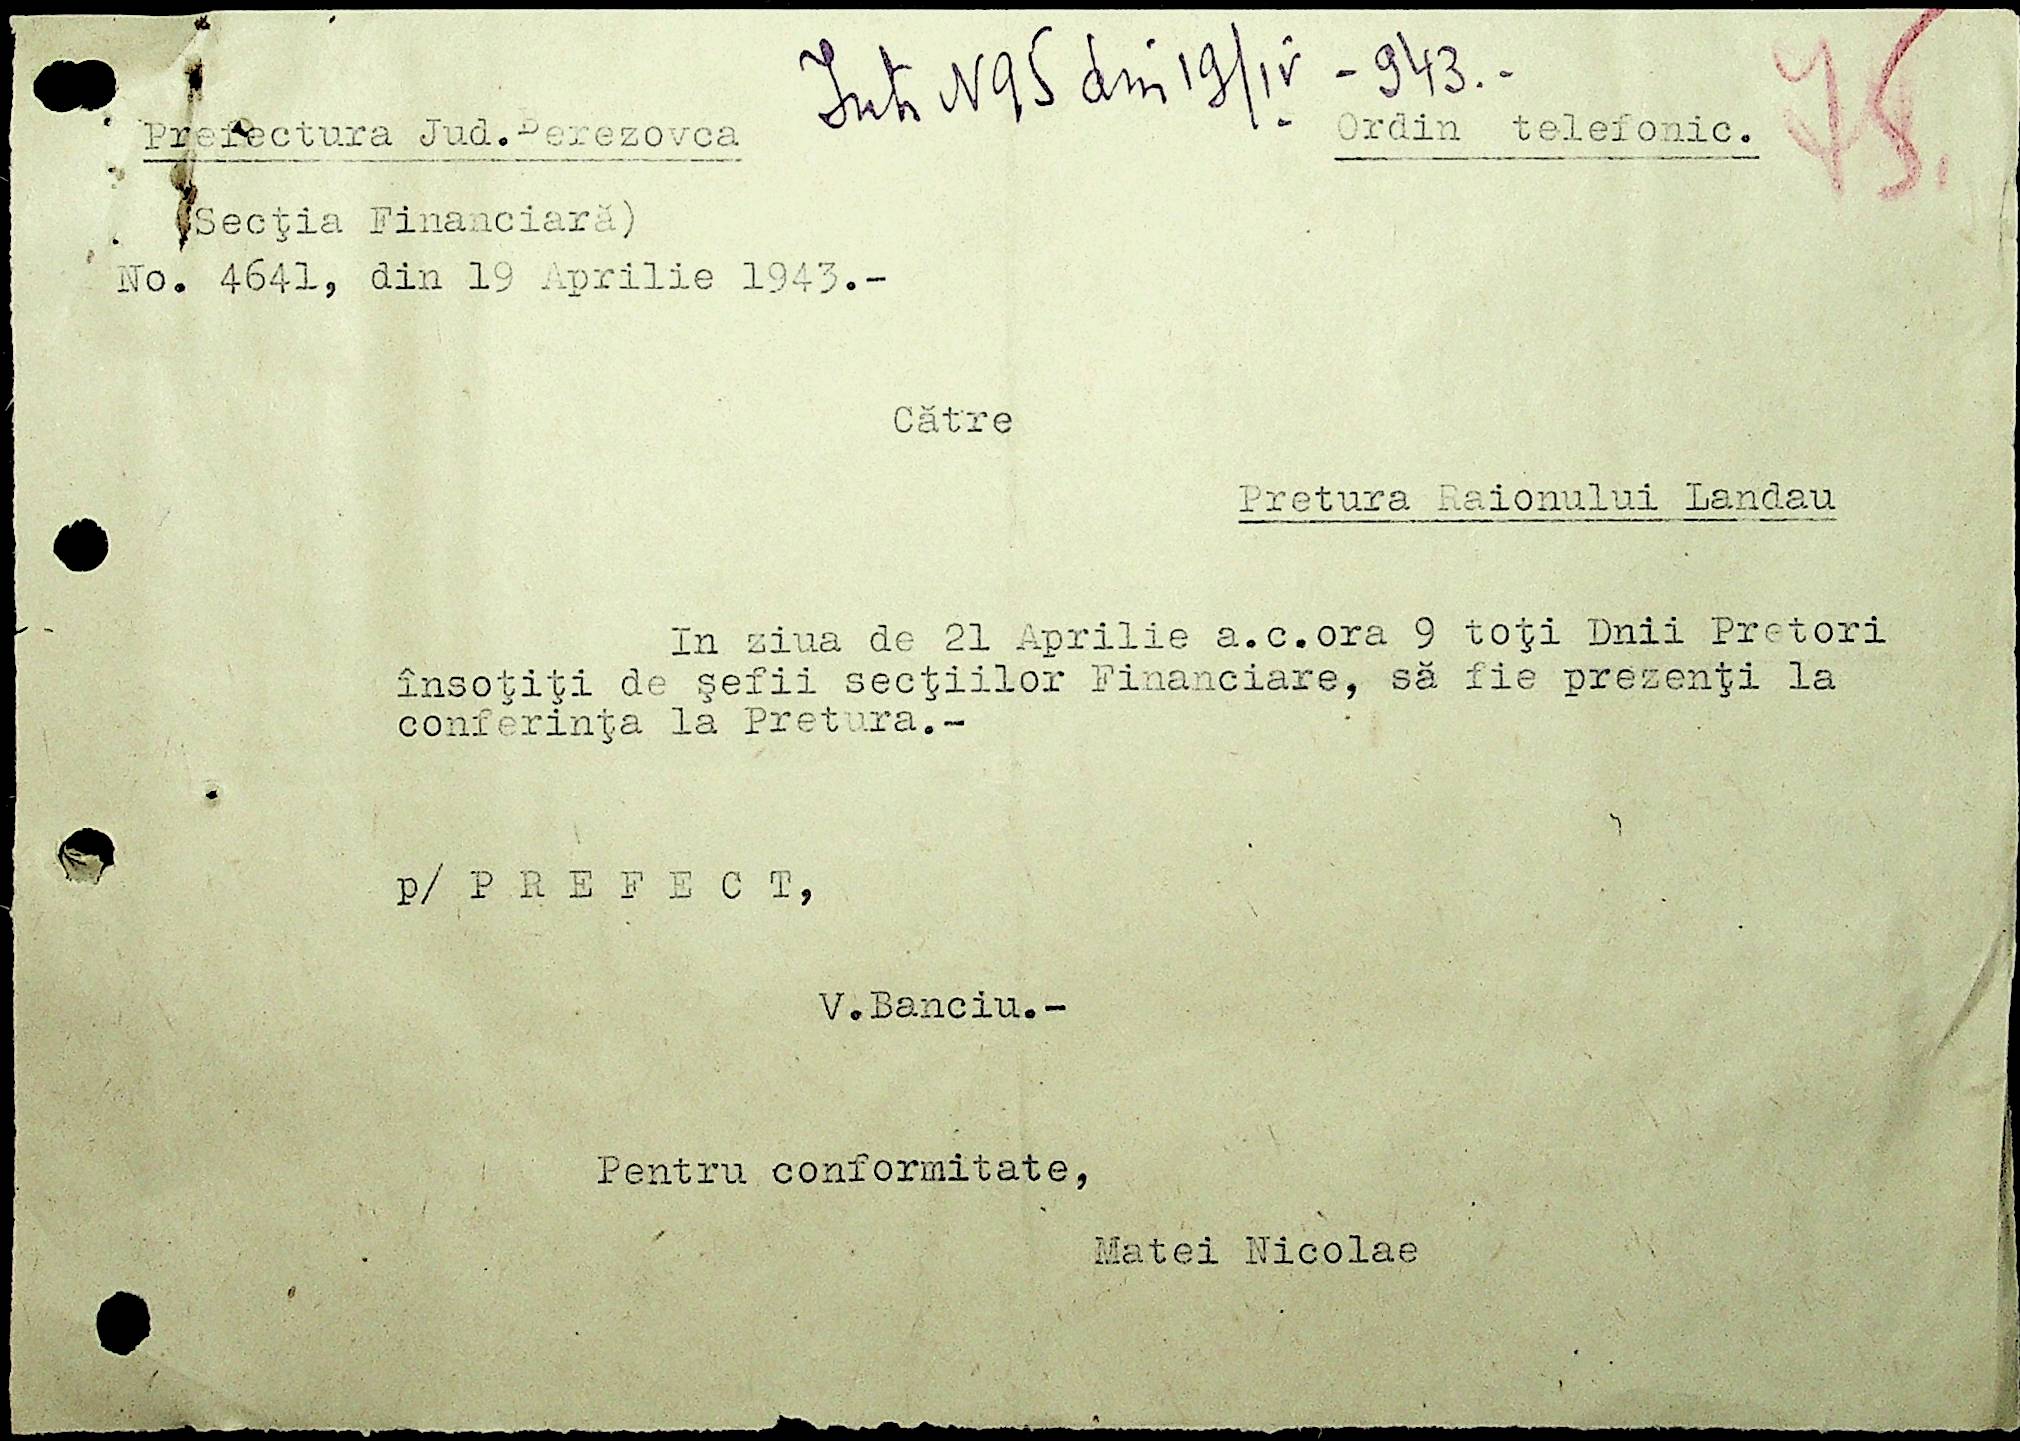 N 95 din 19/IV - 943.-
75.
Prefectura Jud. Berezovca
Ordin telefonic.
(Secţia Financiară)
No. 4641, din 19 Aprilie 1943.-
Către
Pretura Raionului Landau
In ziua de 21 Aprilie a.c.ora 9 toţi Dnii Pretori
însoţiţi de şefii secţiilor Financiare, să fie prezenţi la
conferinţa la Pretura.-
p/ P R E F E C T,
V.Banciu.-
Pentru conformitate,
Matei Nicolae